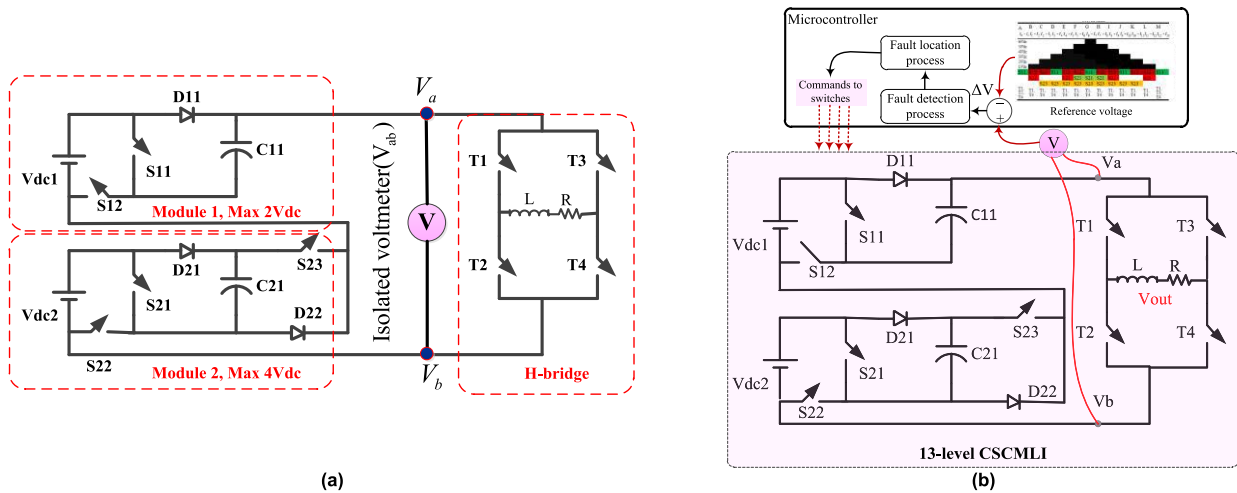 D11
C11
S11
Vdc1
S12
Module 1, Max 2Vdc
S23
D21
C21
S21
Vdc2
D22
S22
Module 2, Max 4Vdc
Isolated voltmeter(Vab)
Va
V
Vb
T1
T3
L
R
T2
T4
H-bridge
(a)
Microcontroller
Fault location
process
Commands to
switches
Fault detection
process
ΔV
−
+
Reference voltage
V
Va
D11
C11
S11
Vdc1
S12
T1
T3
L
R
Vout
T2
T4
S23
D21
C21
S21
Vdc2
D22
S22
Vb
13-level CSCMLI
(b)